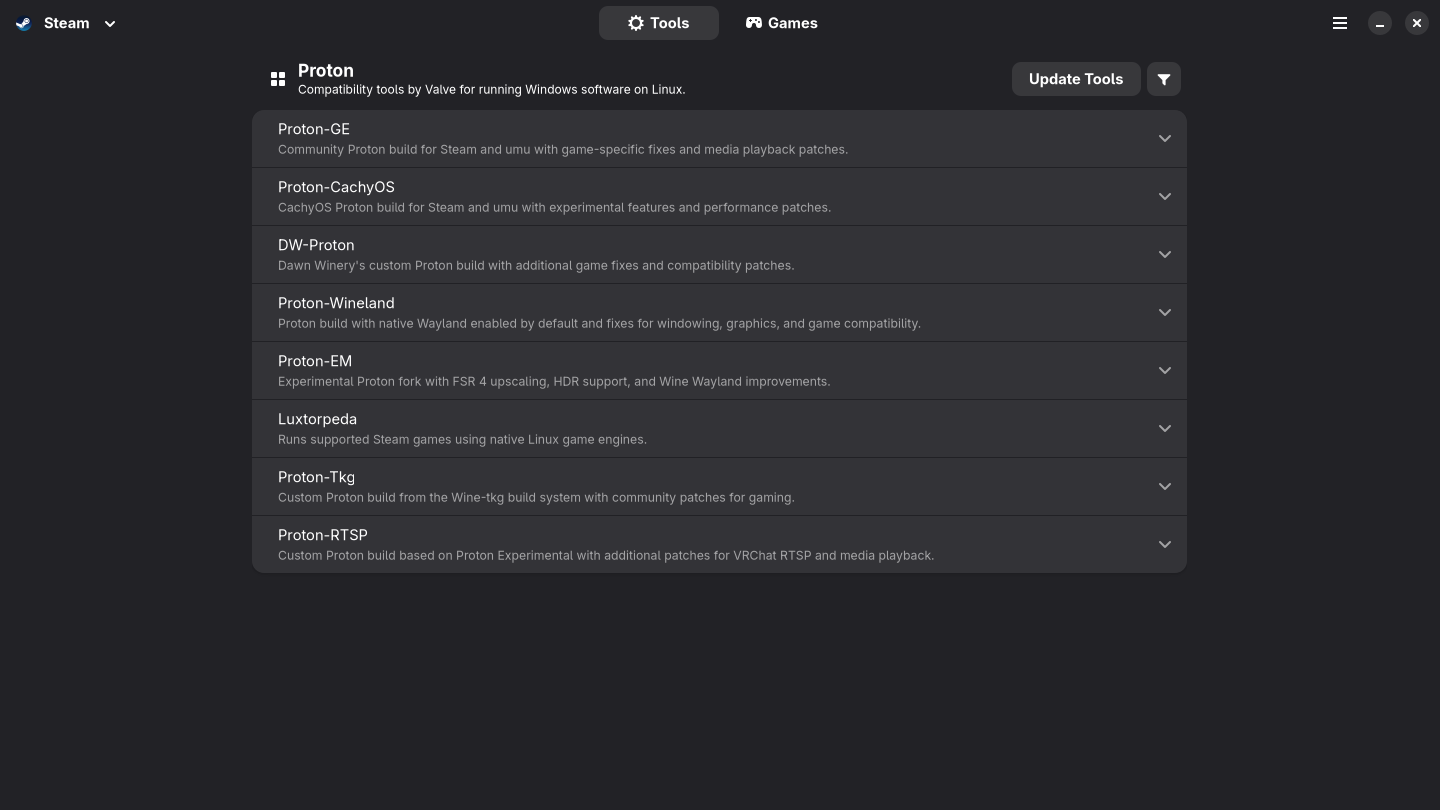 Steam
Tools
Games
Proton
Compatibility tools by Valve for running Windows software on Linux.
Update Tools
Proton-GE
Community Proton build for Steam and umu with game-specific fixes and media playback patches.
Proton-CachyOS
CachyOS Proton build for Steam and umu with experimental features and performance patches.
DW-Proton
Dawn Winery's custom Proton build with additional game fixes and compatibility patches.
Proton-Wineland
Proton build with native Wayland enabled by default and fixes for windowing, graphics, and game compatibility.
Proton-EM
Experimental Proton fork with FSR 4 upscaling, HDR support, and Wine Wayland improvements.
Luxtorpeda
Runs supported Steam games using native Linux game engines.
Proton-Tkg
Custom Proton build from the Wine-tkg build system with community patches for gaming.
Proton-RTSP
Custom Proton build based on Proton Experimental with additional patches for VRChat RTSP and media playback.